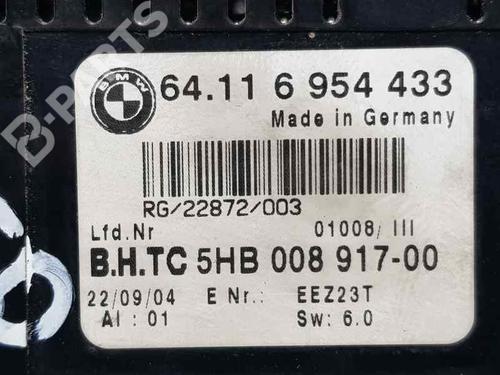 B-PARTS
BMW
64.11 6 954 433
Made in Germany
RG/22872/003
Lfd.Nr 01008/ III
B.H.TC 5HB 008 917-00
22/09/04 E Nr.: EEZ23T
AI : 01 Sw: 6.0